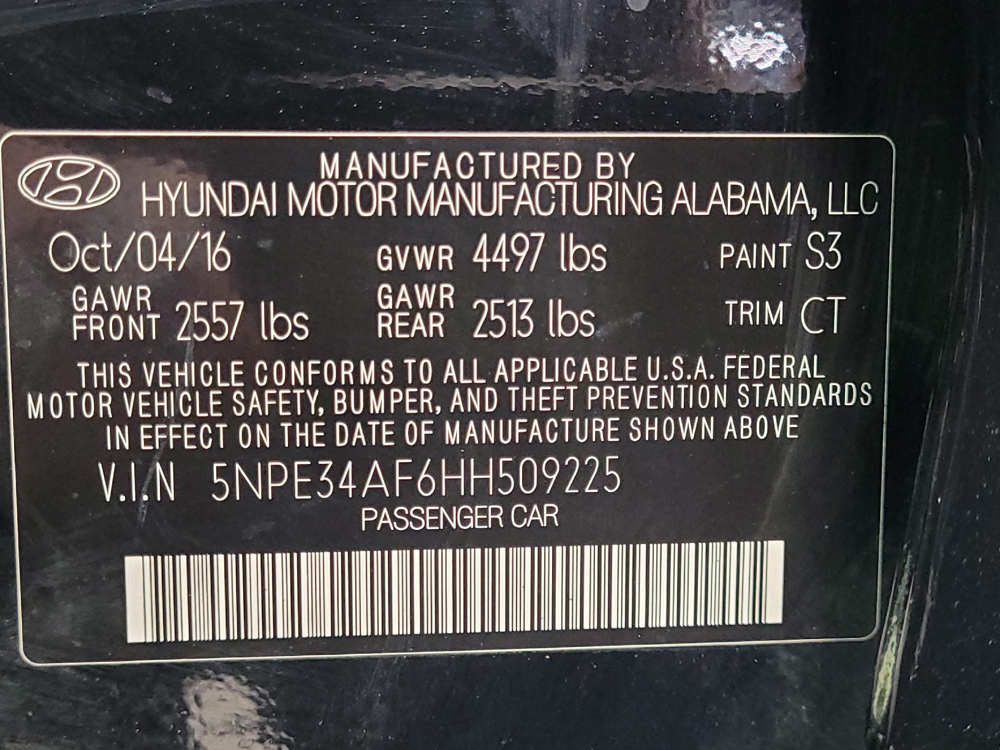 MANUFACTURED BY
HYUNDAI MOTOR MANUFACTURING ALABAMA, LLC
Oct/04/16 GVWR 4497 lbs PAINT S3
GAWR FRONT 2557 lbs GAWR REAR 2513 lbs TRIM CT
THIS VEHICLE CONFORMS TO ALL APPLICABLE U.S.A. FEDERAL
MOTOR VEHICLE SAFETY, BUMPER, AND THEFT PREVENTION STANDARDS
IN EFFECT ON THE DATE OF MANUFACTURE SHOWN ABOVE
V.I.N 5NPE34AF6HH509225
PASSENGER CAR